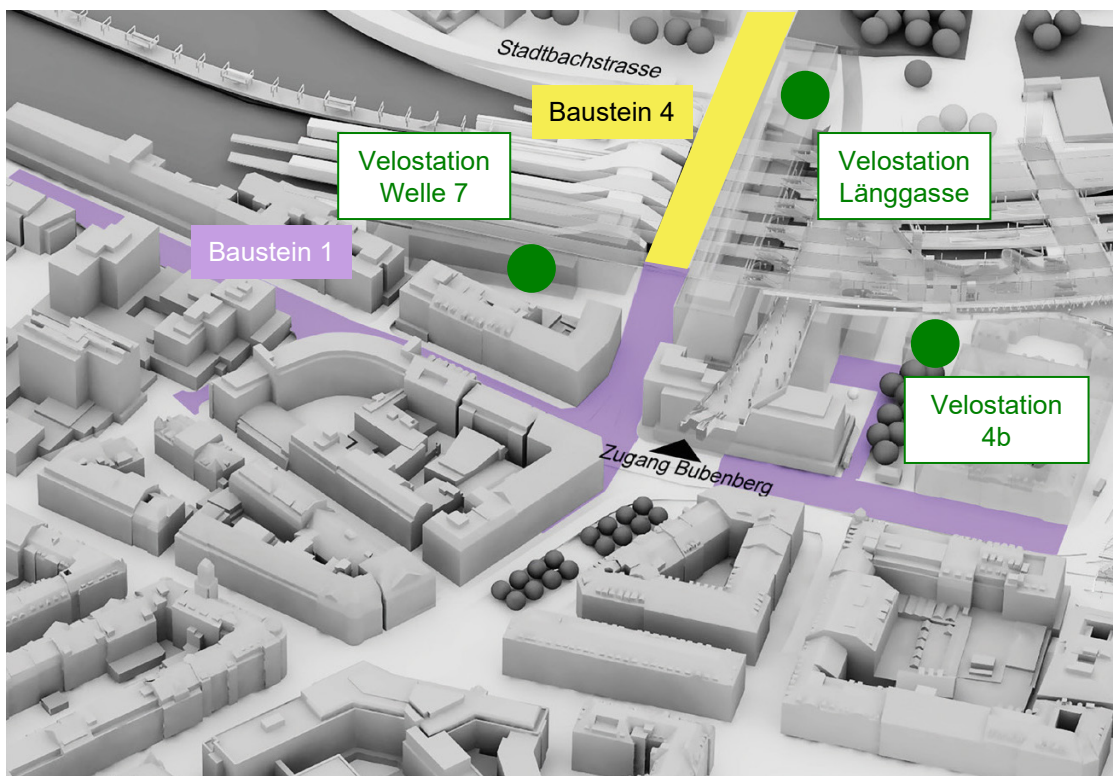 Stadtbachstrasse
Baustein 4
Velostation
Welle 7
Velostation
Länggasse
Baustein 1
Velostation
4b
Zugang Bubenberg